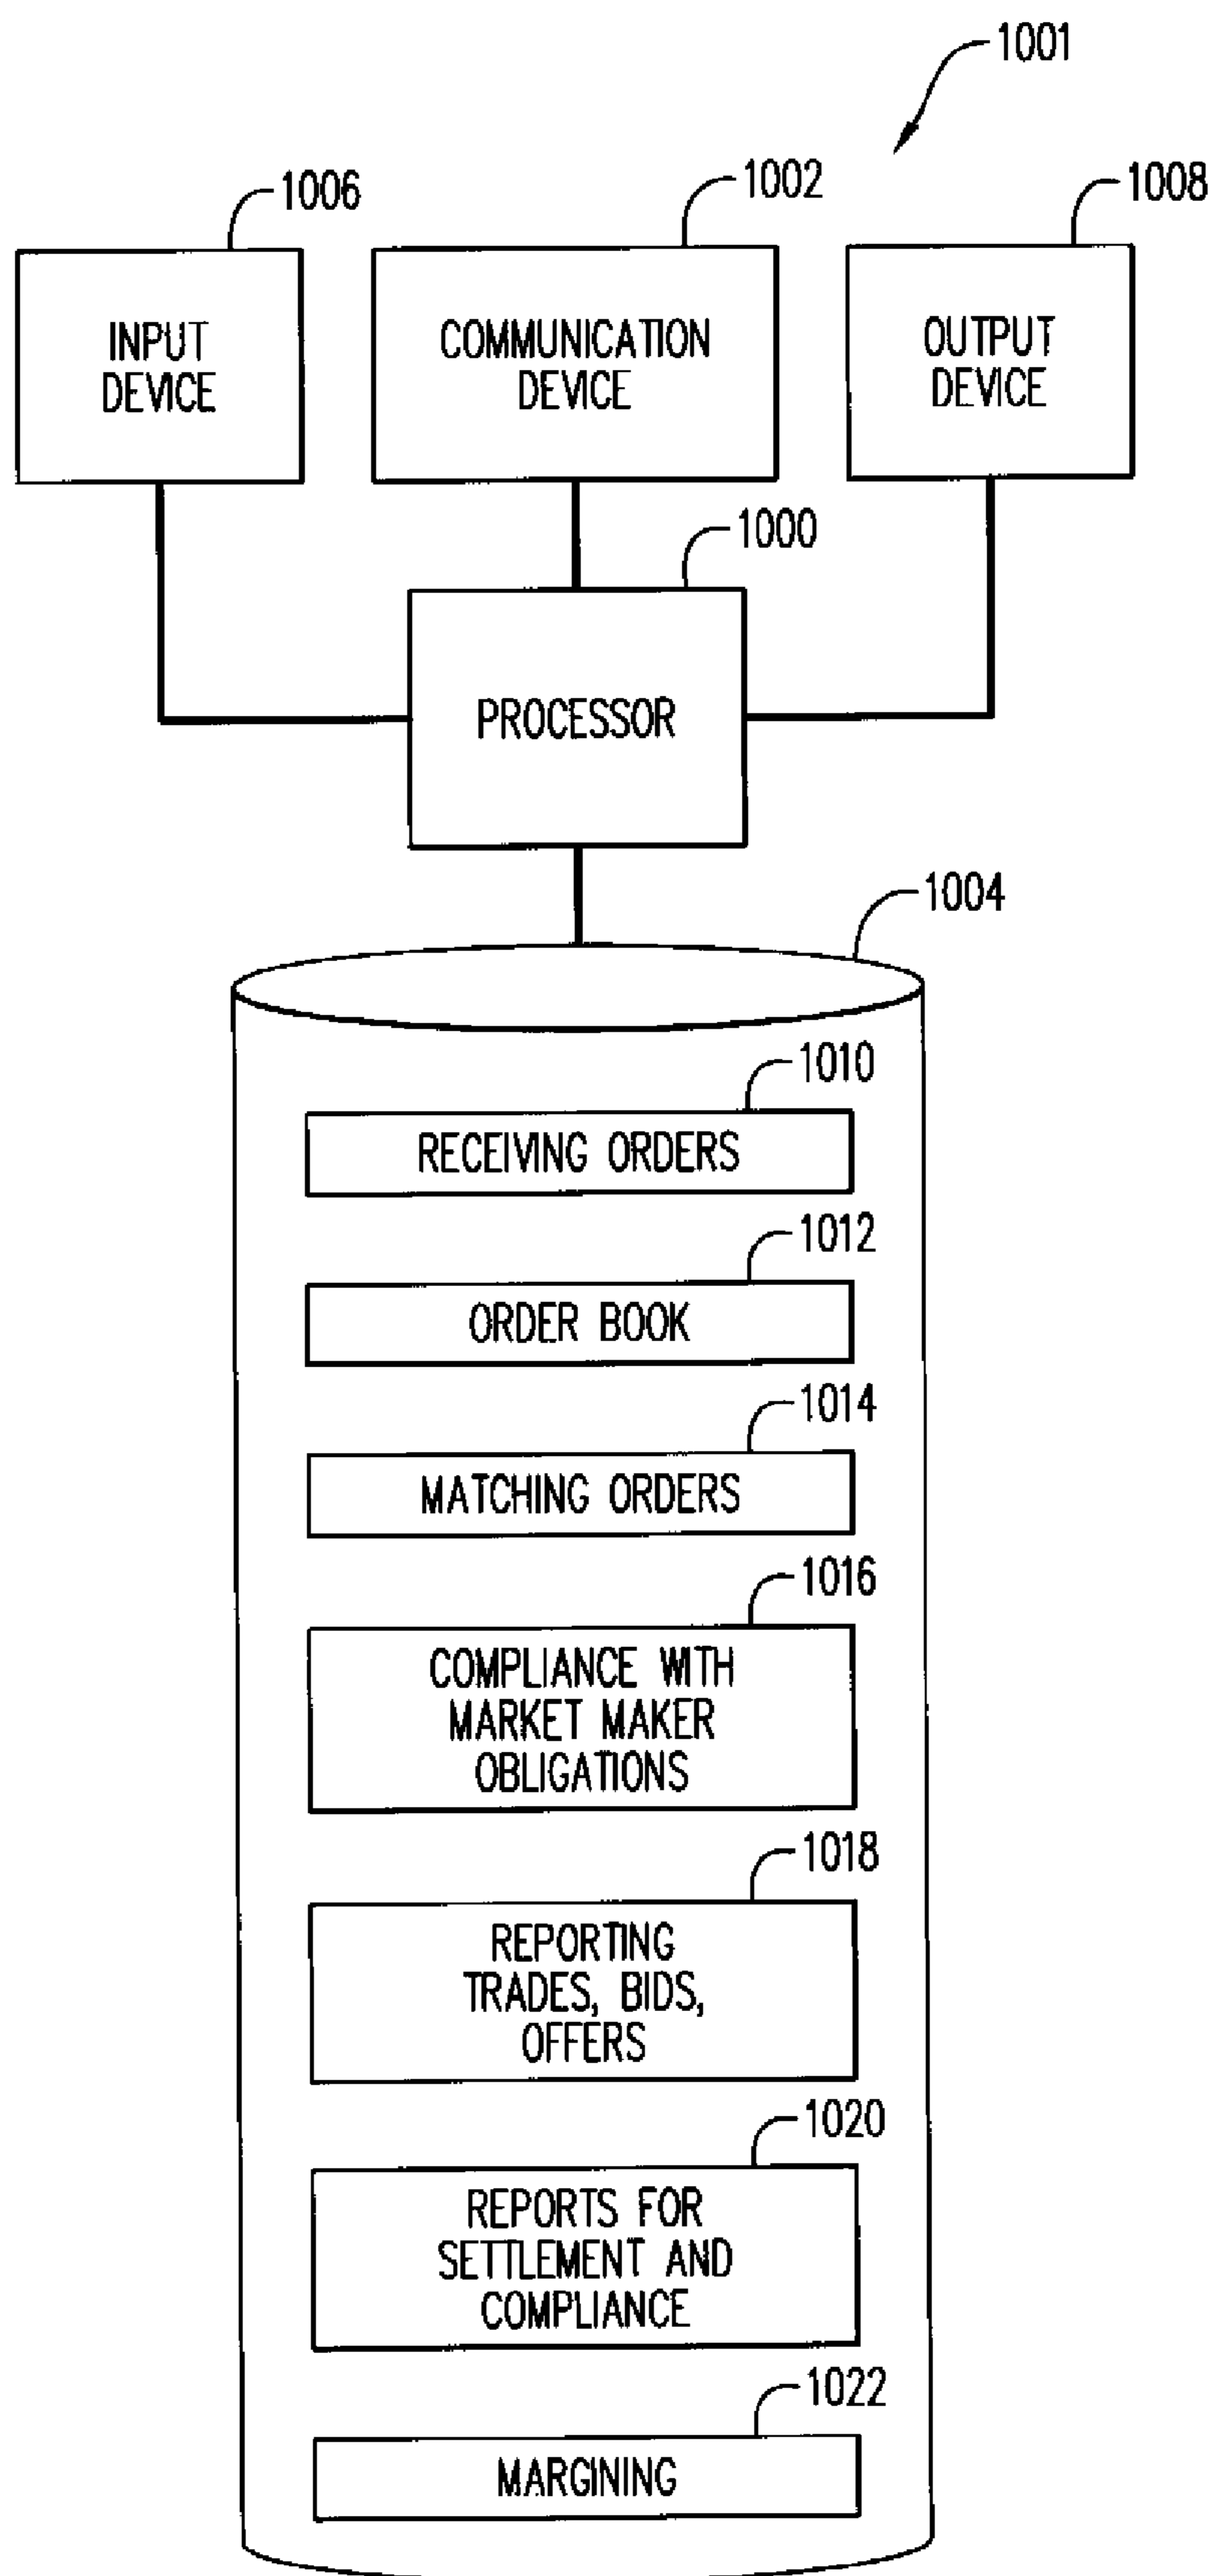 1001
1006
1002
1008
INPUT
DEVICE
COMMUNICATION
DEVICE
OUTPUT
DEVICE
1000
PROCESSOR
1004
1010
RECEIVING ORDERS
1012
ORDER BOOK
1014
MATCHING ORDERS
1016
COMPLIANCE WITH
MARKET MAKER
OBLIGATIONS
1018
REPORTING
TRADES, BIDS,
OFFERS
1020
REPORTS FOR
SETTLEMENT AND
COMPLIANCE
1022
MARGINING